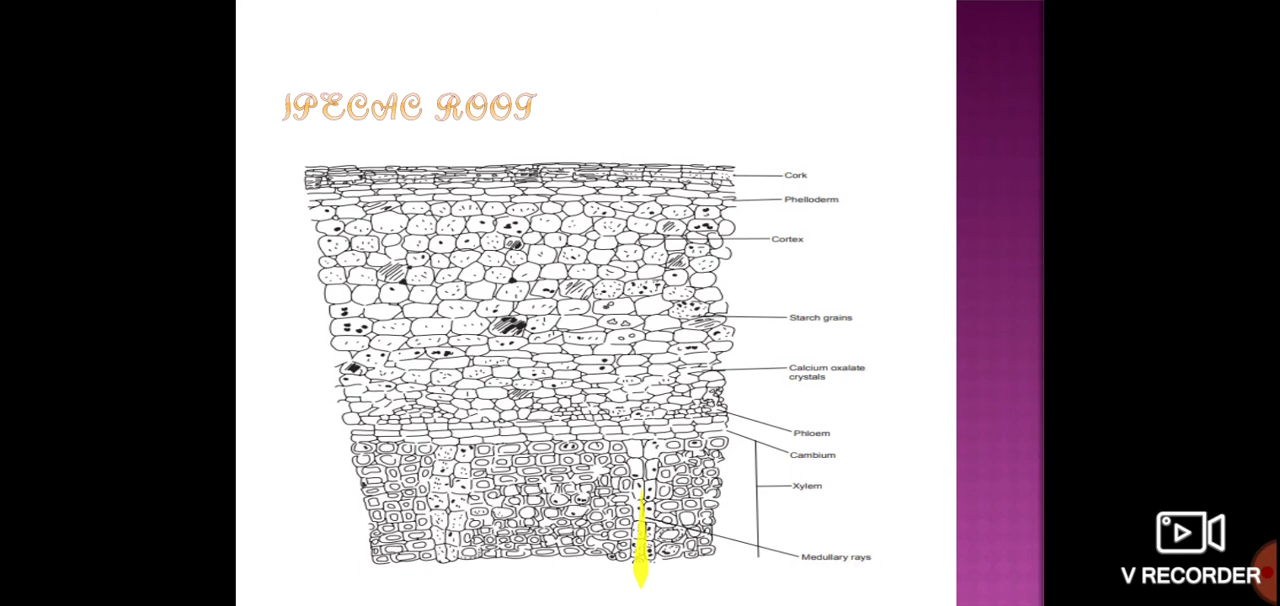 IPECAC ROOT
Cork
Phelloderm
Cortex
Starch grains
Calcium oxalate
crystals
Phloem
Cambium
Xylem
Medullary rays
V RECORDER